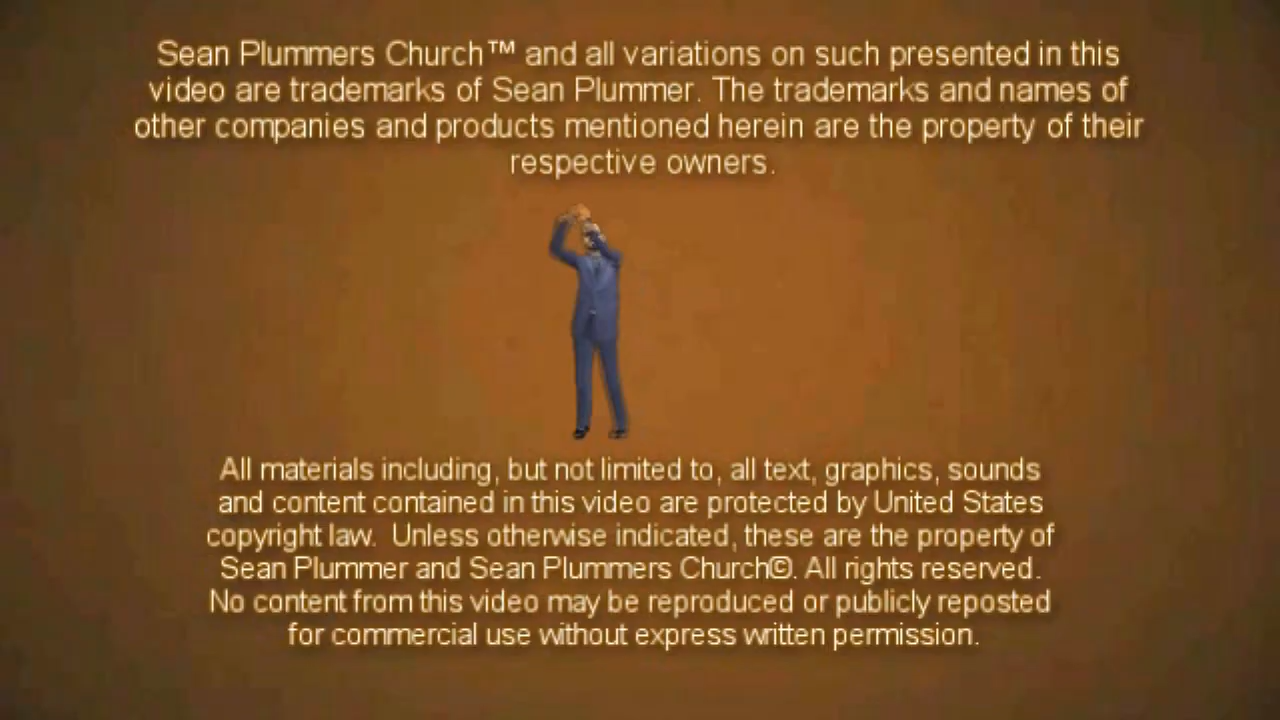 Sean Plummers Church™ and all variations on such presented in this
video are trademarks of Sean Plummer. The trademarks and names of
other companies and products mentioned herein are the property of their
respective owners.
All materials including, but not limited to, all text, graphics, sounds
and content contained in this video are protected by United States
copyright law. Unless otherwise indicated, these are the property of
Sean Plummer and Sean Plummers Church©. All rights reserved.
No content from this video may be reproduced or publicly reposted
for commercial use without express written permission.